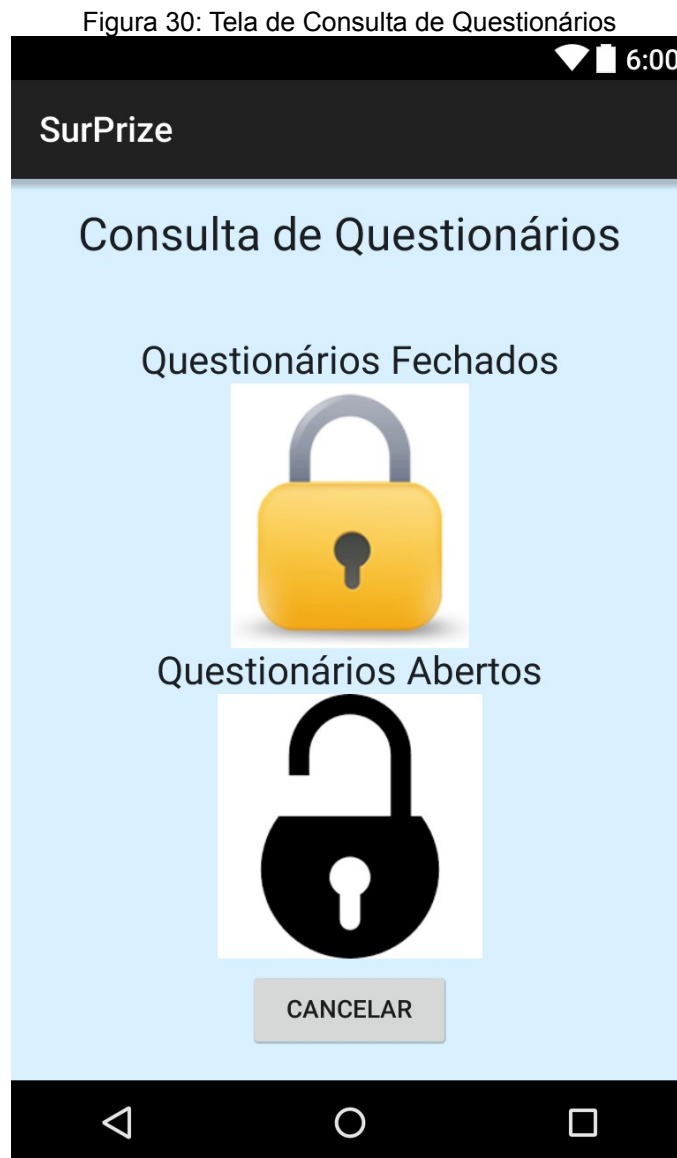 Figura 30: Tela de Consulta de Questionários
6:00
SurPrize
Consulta de Questionários
Questionários Fechados
Questionários Abertos
CANCELAR